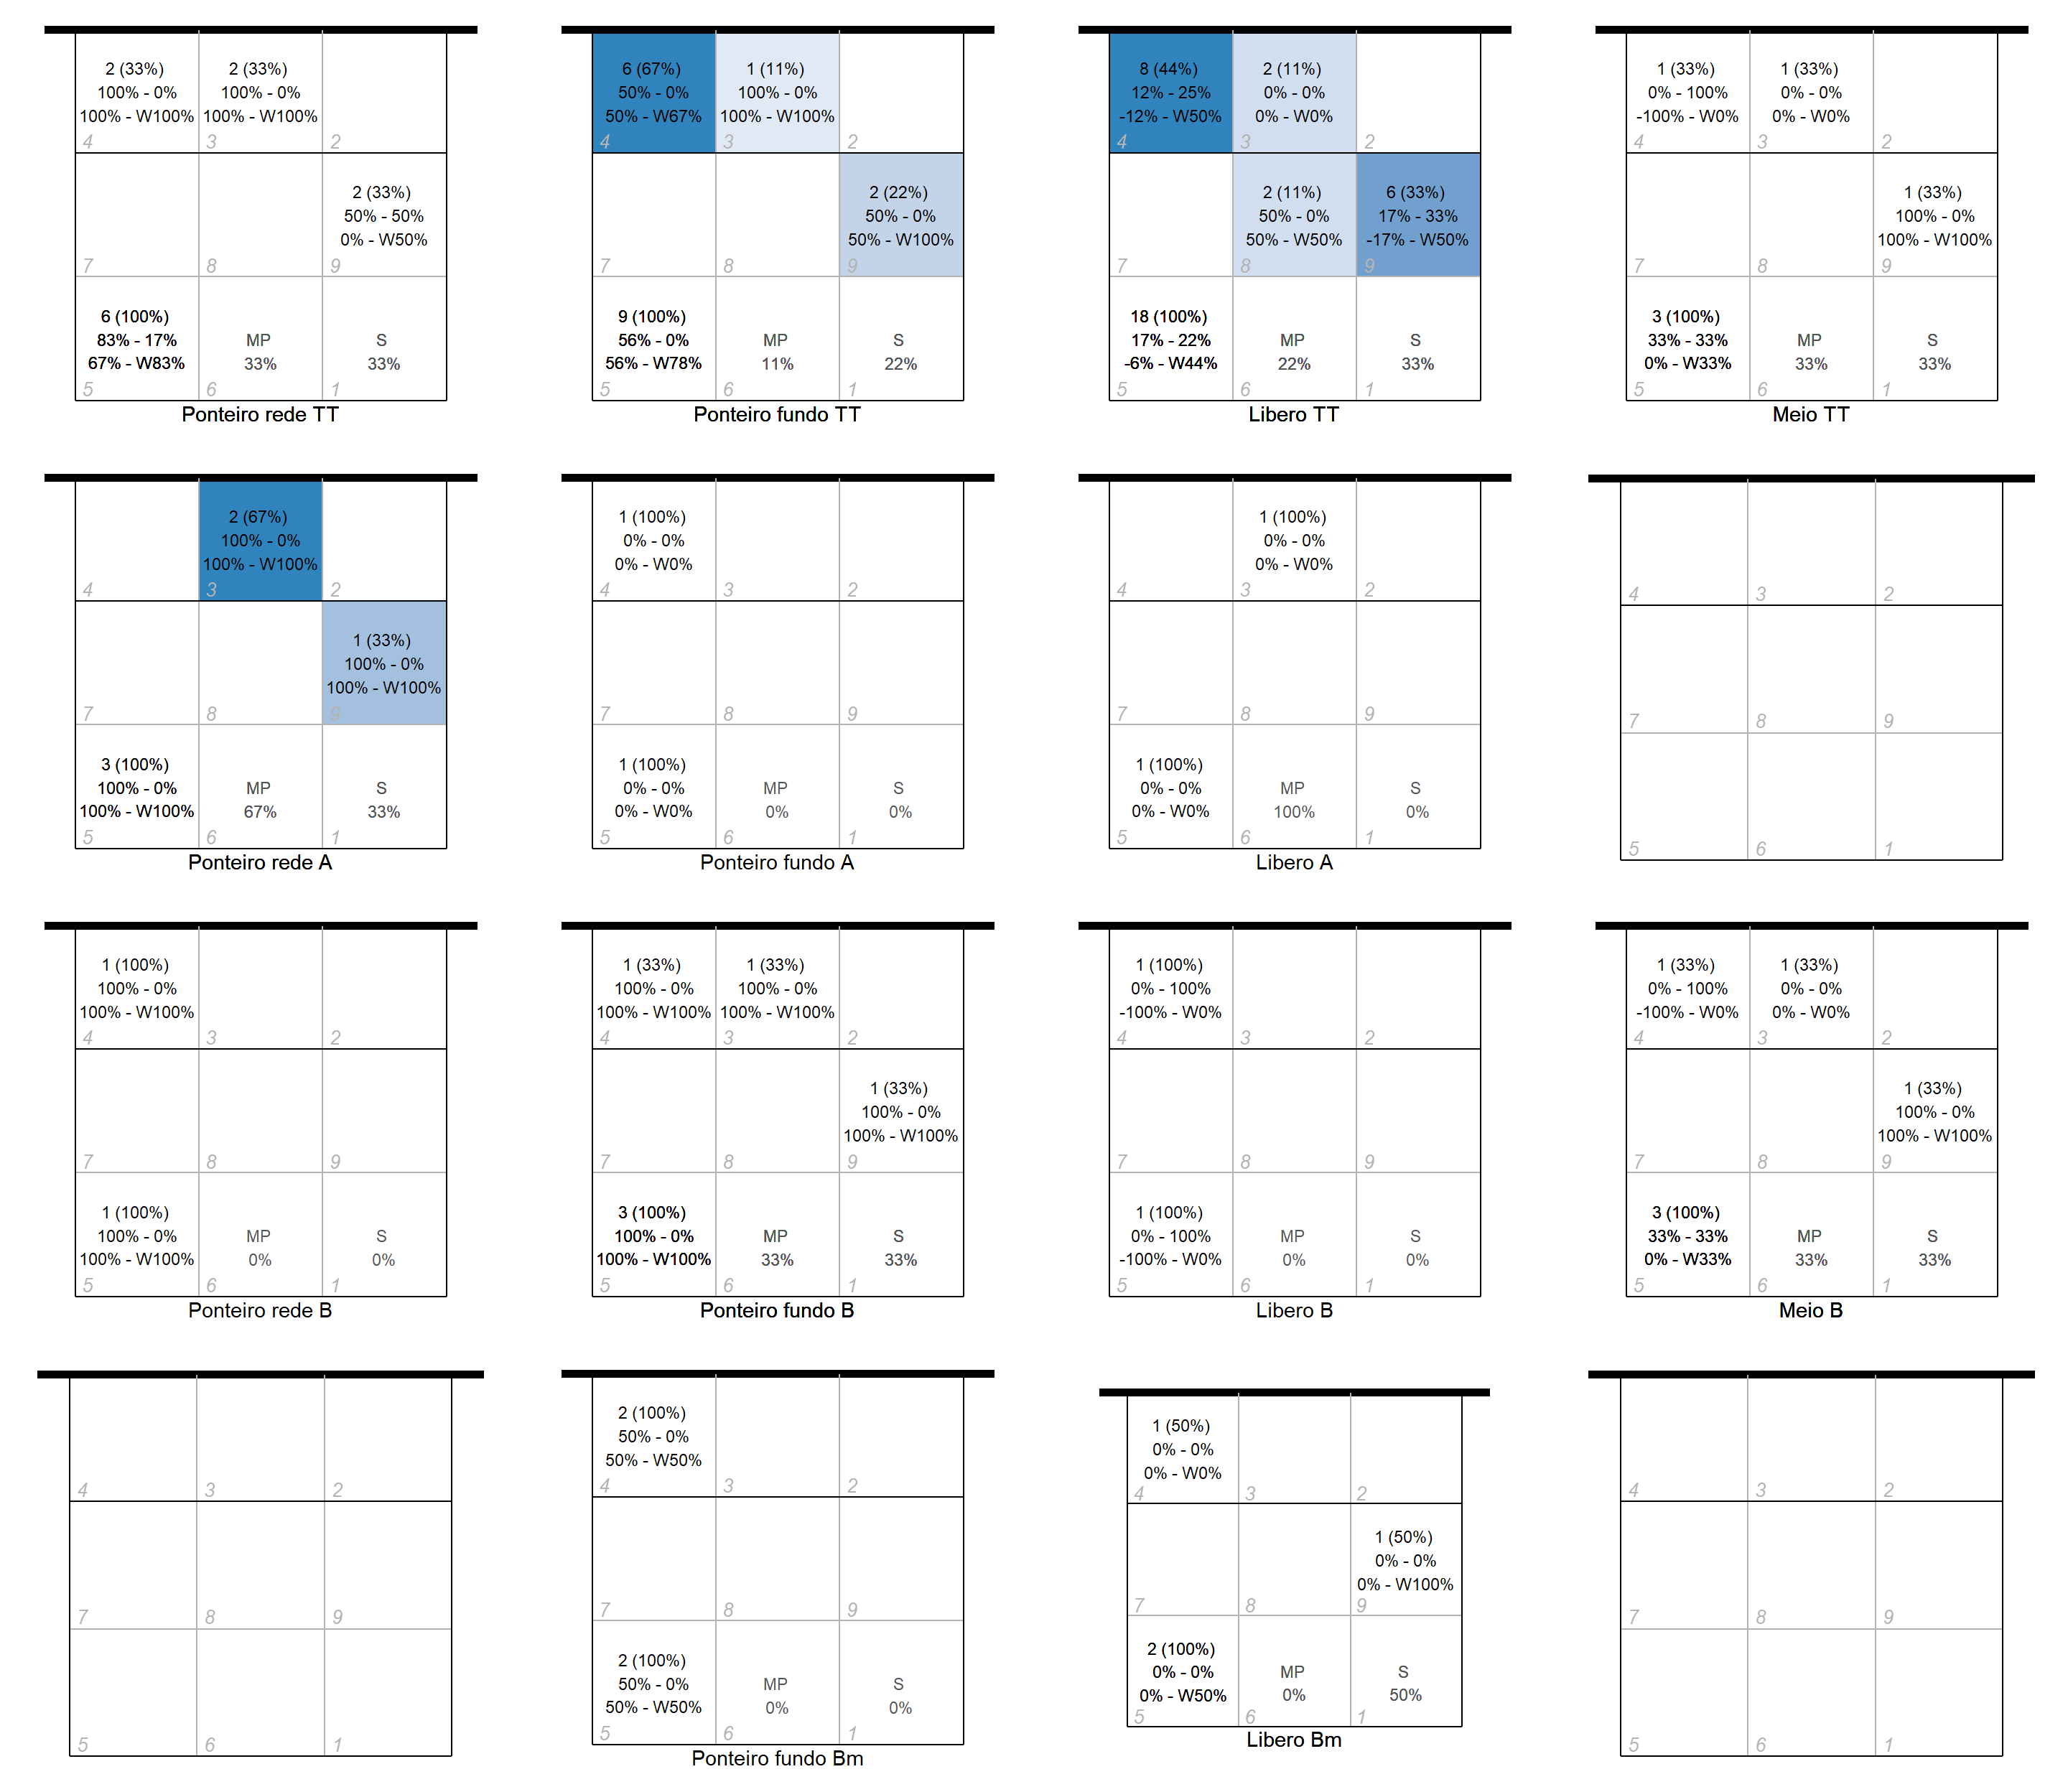 2 (33%)
100% - 0%
100% - W100%
4
2 (33%)
100% - 0%
100% - W100%
3
2
7
8
2 (33%)
50% - 50%
0% - W50%
9
6 (100%)
83% - 17%
67% - W83%
5
MP
33%
6
S
33%
1
Ponteiro rede TT
6 (67%)
50% - 0%
50% - W67%
4
1 (11%)
100% - 0%
100% - W100%
3
2
7
8
2 (22%)
50% - 0%
50% - W100%
9
9 (100%)
56% - 0%
56% - W78%
5
MP
11%
6
S
22%
1
Ponteiro fundo TT
8 (44%)
12% - 25%
-12% - W50%
4
2 (11%)
0% - 0%
0% - W0%
3
2
7
2 (11%)
50% - 0%
50% - W50%
8
6 (33%)
17% - 33%
-17% - W50%
9
18 (100%)
17% - 22%
-6% - W44%
5
MP
22%
6
S
33%
1
Libero TT
1 (33%)
0% - 100%
-100% - W0%
4
1 (33%)
0% - 0%
0% - W0%
3
2
7
8
1 (33%)
100% - 0%
100% - W100%
9
3 (100%)
33% - 33%
0% - W33%
5
MP
33%
6
S
33%
1
Meio TT
4
2 (67%)
100% - 0%
100% - W100%
3
2
7
8
1 (33%)
100% - 0%
100% - W100%
9
3 (100%)
100% - 0%
100% - W100%
5
MP
67%
6
S
33%
1
Ponteiro rede A
1 (100%)
0% - 0%
0% - W0%
4
3
2
7
8
9
1 (100%)
0% - 0%
0% - W0%
5
MP
0%
6
S
0%
1
Ponteiro fundo A
4
1 (100%)
0% - 0%
0% - W0%
3
2
7
8
9
1 (100%)
0% - 0%
0% - W0%
5
MP
100%
6
S
0%
1
Libero A
4
3
2
7
8
9
5
6
1
1 (100%)
100% - 0%
100% - W100%
4
3
2
7
8
9
1 (100%)
100% - 0%
100% - W100%
5
MP
0%
6
S
0%
1
Ponteiro rede B
1 (33%)
100% - 0%
100% - W100%
4
1 (33%)
100% - 0%
100% - W100%
3
2
7
8
1 (33%)
100% - 0%
100% - W100%
9
3 (100%)
100% - 0%
100% - W100%
5
MP
33%
6
S
33%
1
Ponteiro fundo B
1 (100%)
0% - 100%
-100% - W0%
4
3
2
7
8
9
1 (100%)
0% - 100%
-100% - W0%
5
MP
0%
6
S
0%
1
Libero B
1 (33%)
0% - 100%
-100% - W0%
4
1 (33%)
0% - 0%
0% - W0%
3
2
7
8
1 (33%)
100% - 0%
100% - W100%
9
3 (100%)
33% - 33%
0% - W33%
5
MP
33%
6
S
33%
1
Meio B
4
3
2
7
8
9
5
6
1
2 (100%)
50% - 0%
50% - W50%
4
3
2
7
8
9
2 (100%)
50% - 0%
50% - W50%
5
MP
0%
6
S
0%
1
Ponteiro fundo Bm
1 (50%)
0% - 0%
0% - W0%
4
3
2
7
8
1 (50%)
0% - 0%
0% - W100%
9
2 (100%)
0% - 0%
0% - W50%
5
MP
0%
6
S
50%
1
Libero Bm
4
3
2
7
8
9
5
6
1